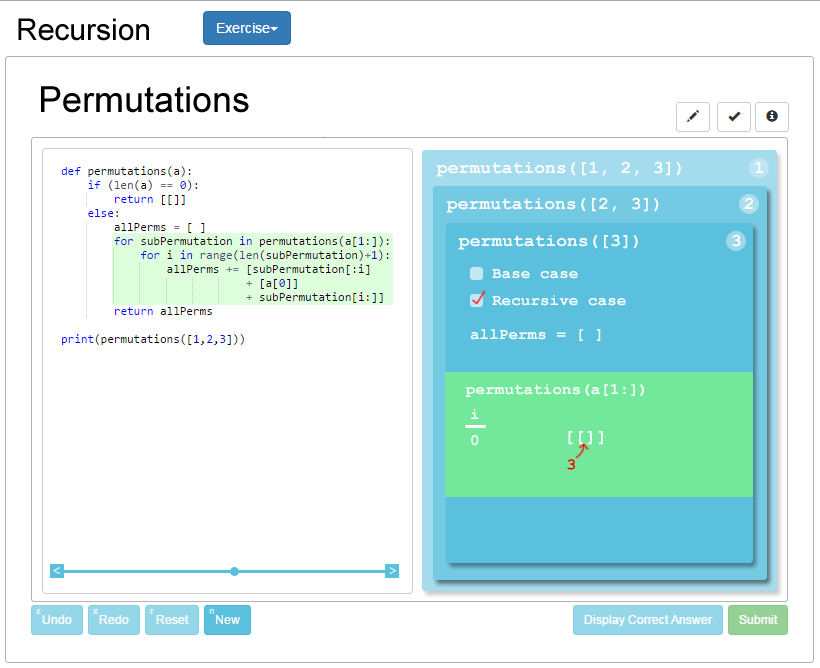 Recursion
Exercise
Permutations
def permutations(a):
if (len(a) == 0):
return [[]]
else:
allPerms = [ ]
for subPermutation in permutations(a[1:]):
for i in range(len(subPermutation)+1):
allPerms += [subPermutation[:i]
+ [a[0]]
+ subPermutation[i:]]
return allPerms
print(permutations([1,2,3]))
<
>
permutations([1, 2, 3])
1
permutations([2, 3])
2
permutations([3])
3
Base case
Recursive case
allPerms = [ ]
permutations(a[1:])
i
0
[[]]
3
z
Undo
x
Redo
r
Reset
n
New
Display Correct Answer
Submit